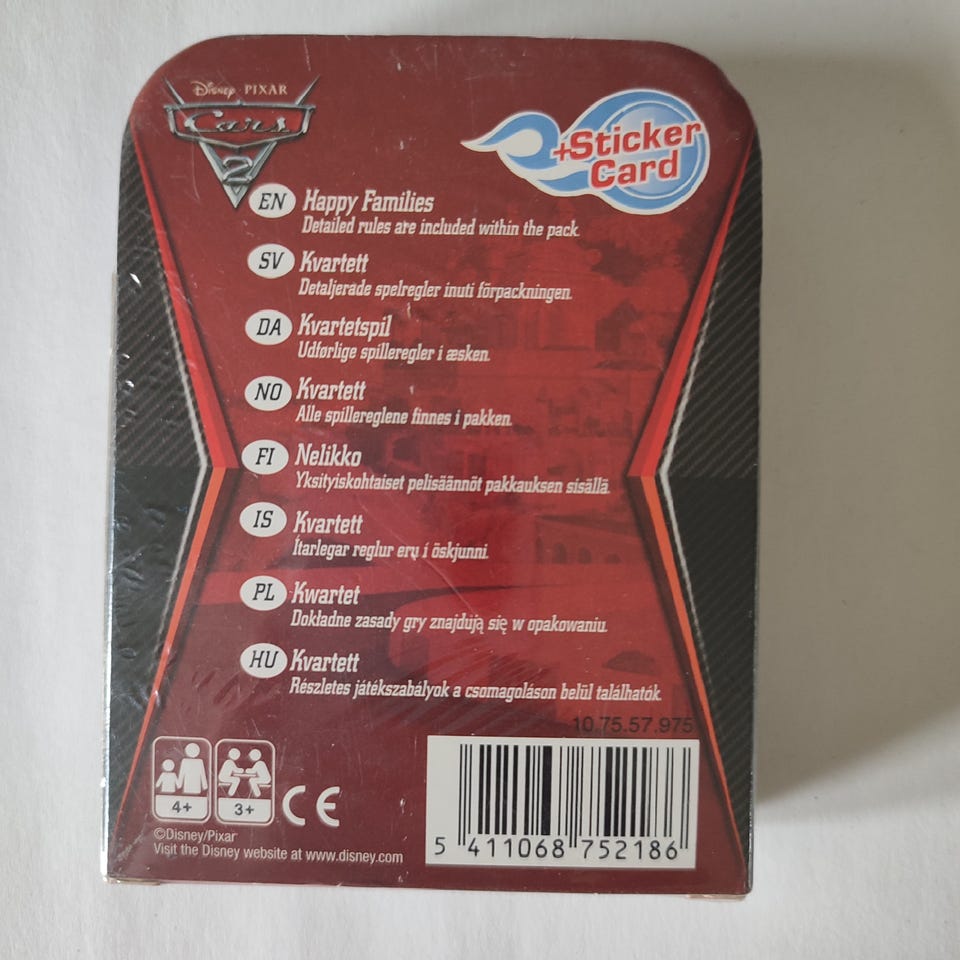 Disney PIXAR
Cars
2
+Sticker
Card
EN Happy Families
Detailed rules are included within the pack.
SV Kvartett
Detaljerade spelregler inuti förpackningen.
DA Kvartetspil
Udførlige spilleregler i æsken.
NO Kvartett
Alle spillereglene finnes i pakken.
FI Nelikko
Yksityiskohtaiset pelisäännöt pakkauksen sisällä.
IS Kvartett
Ítarlegar reglur eru í öskjunni.
PL Kwartet
Dokładne zasady gry znajdują się w opakowaniu.
HU Kvartett
Részletes játékszabályok a csomagoláson belül találhatók.
10.75.57.975
4+ 3+ CE
©Disney/Pixar
Visit the Disney website at www.disney.com
5 411068 752186